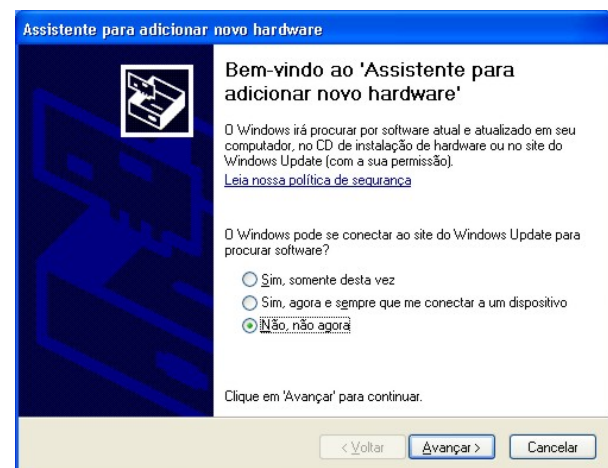 Assistente para adicionar novo hardware
Bem-vindo ao 'Assistente para
adicionar novo hardware'
O Windows irá procurar por software atual e atualizado em seu
computador, no CD de instalação de hardware ou no site do
Windows Update (com a sua permissão).
Leia nossa política de segurança
O Windows pode se conectar ao site do Windows Update para
procurar software?
Sim, somente desta vez
Sim, agora e sempre que me conectar a um dispositivo
Não, não agora
Clique em 'Avançar' para continuar.
< Voltar
Avançar >
Cancelar